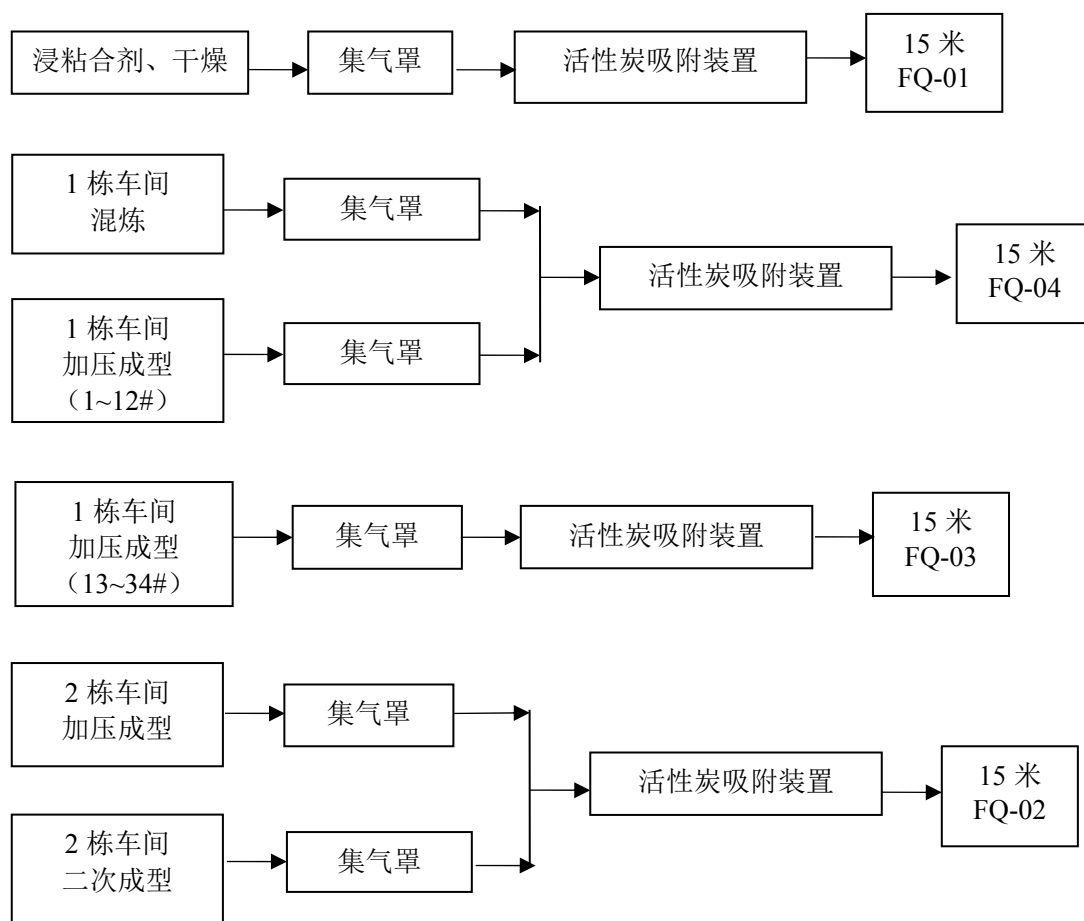 浸粘合剂、干燥
集气罩
活性炭吸附装置
15 米
FQ-01
1 栋车间
混炼
集气罩
1 栋车间
加压成型
（1~12#）
集气罩
活性炭吸附装置
15 米
FQ-04
1 栋车间
加压成型
（13~34#）
集气罩
活性炭吸附装置
15 米
FQ-03
2 栋车间
加压成型
集气罩
2 栋车间
二次成型
集气罩
活性炭吸附装置
15 米
FQ-02